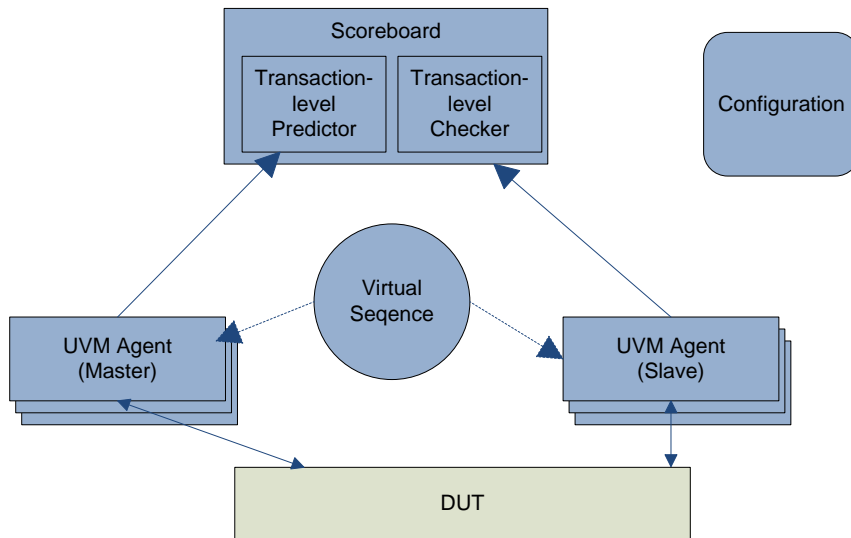 Scoreboard
Transaction-
level
Predictor
Transaction-
level
Checker
Configuration
Virtual
Seqence
UVM Agent
(Master)
UVM Agent
(Slave)
DUT